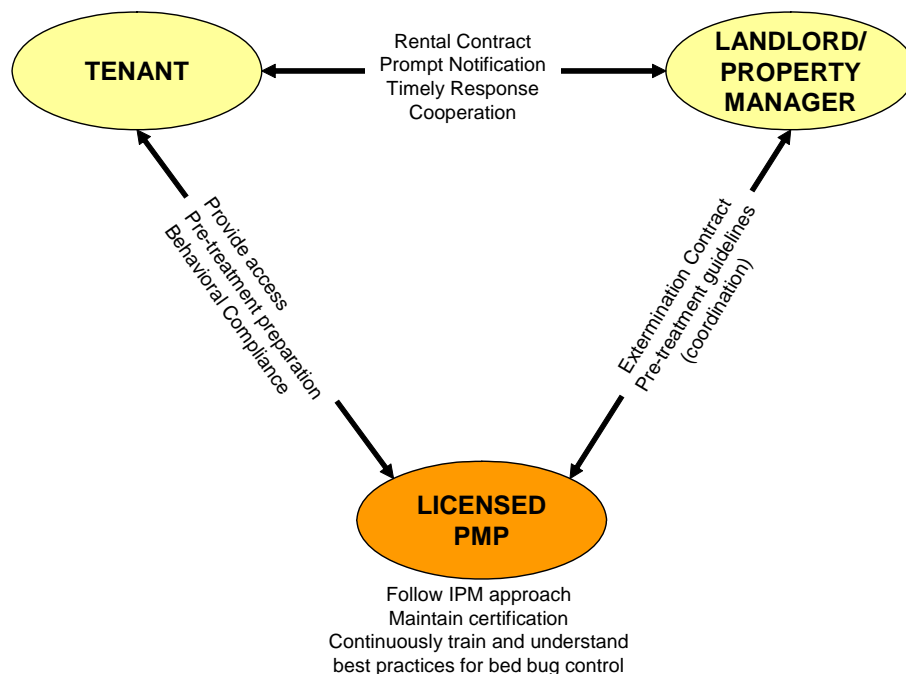 TENANT
Rental Contract
Prompt Notification
Timely Response
Cooperation
LANDLORD/
PROPERTY
MANAGER
Provide access
Pre-treatment preparation
Behavioral Compliance
Extermination Contract
Pre-treatment guidelines
(coordination)
LICENSED
PMP
Follow IPM approach
Maintain certification
Continuously train and understand
best practices for bed bug control